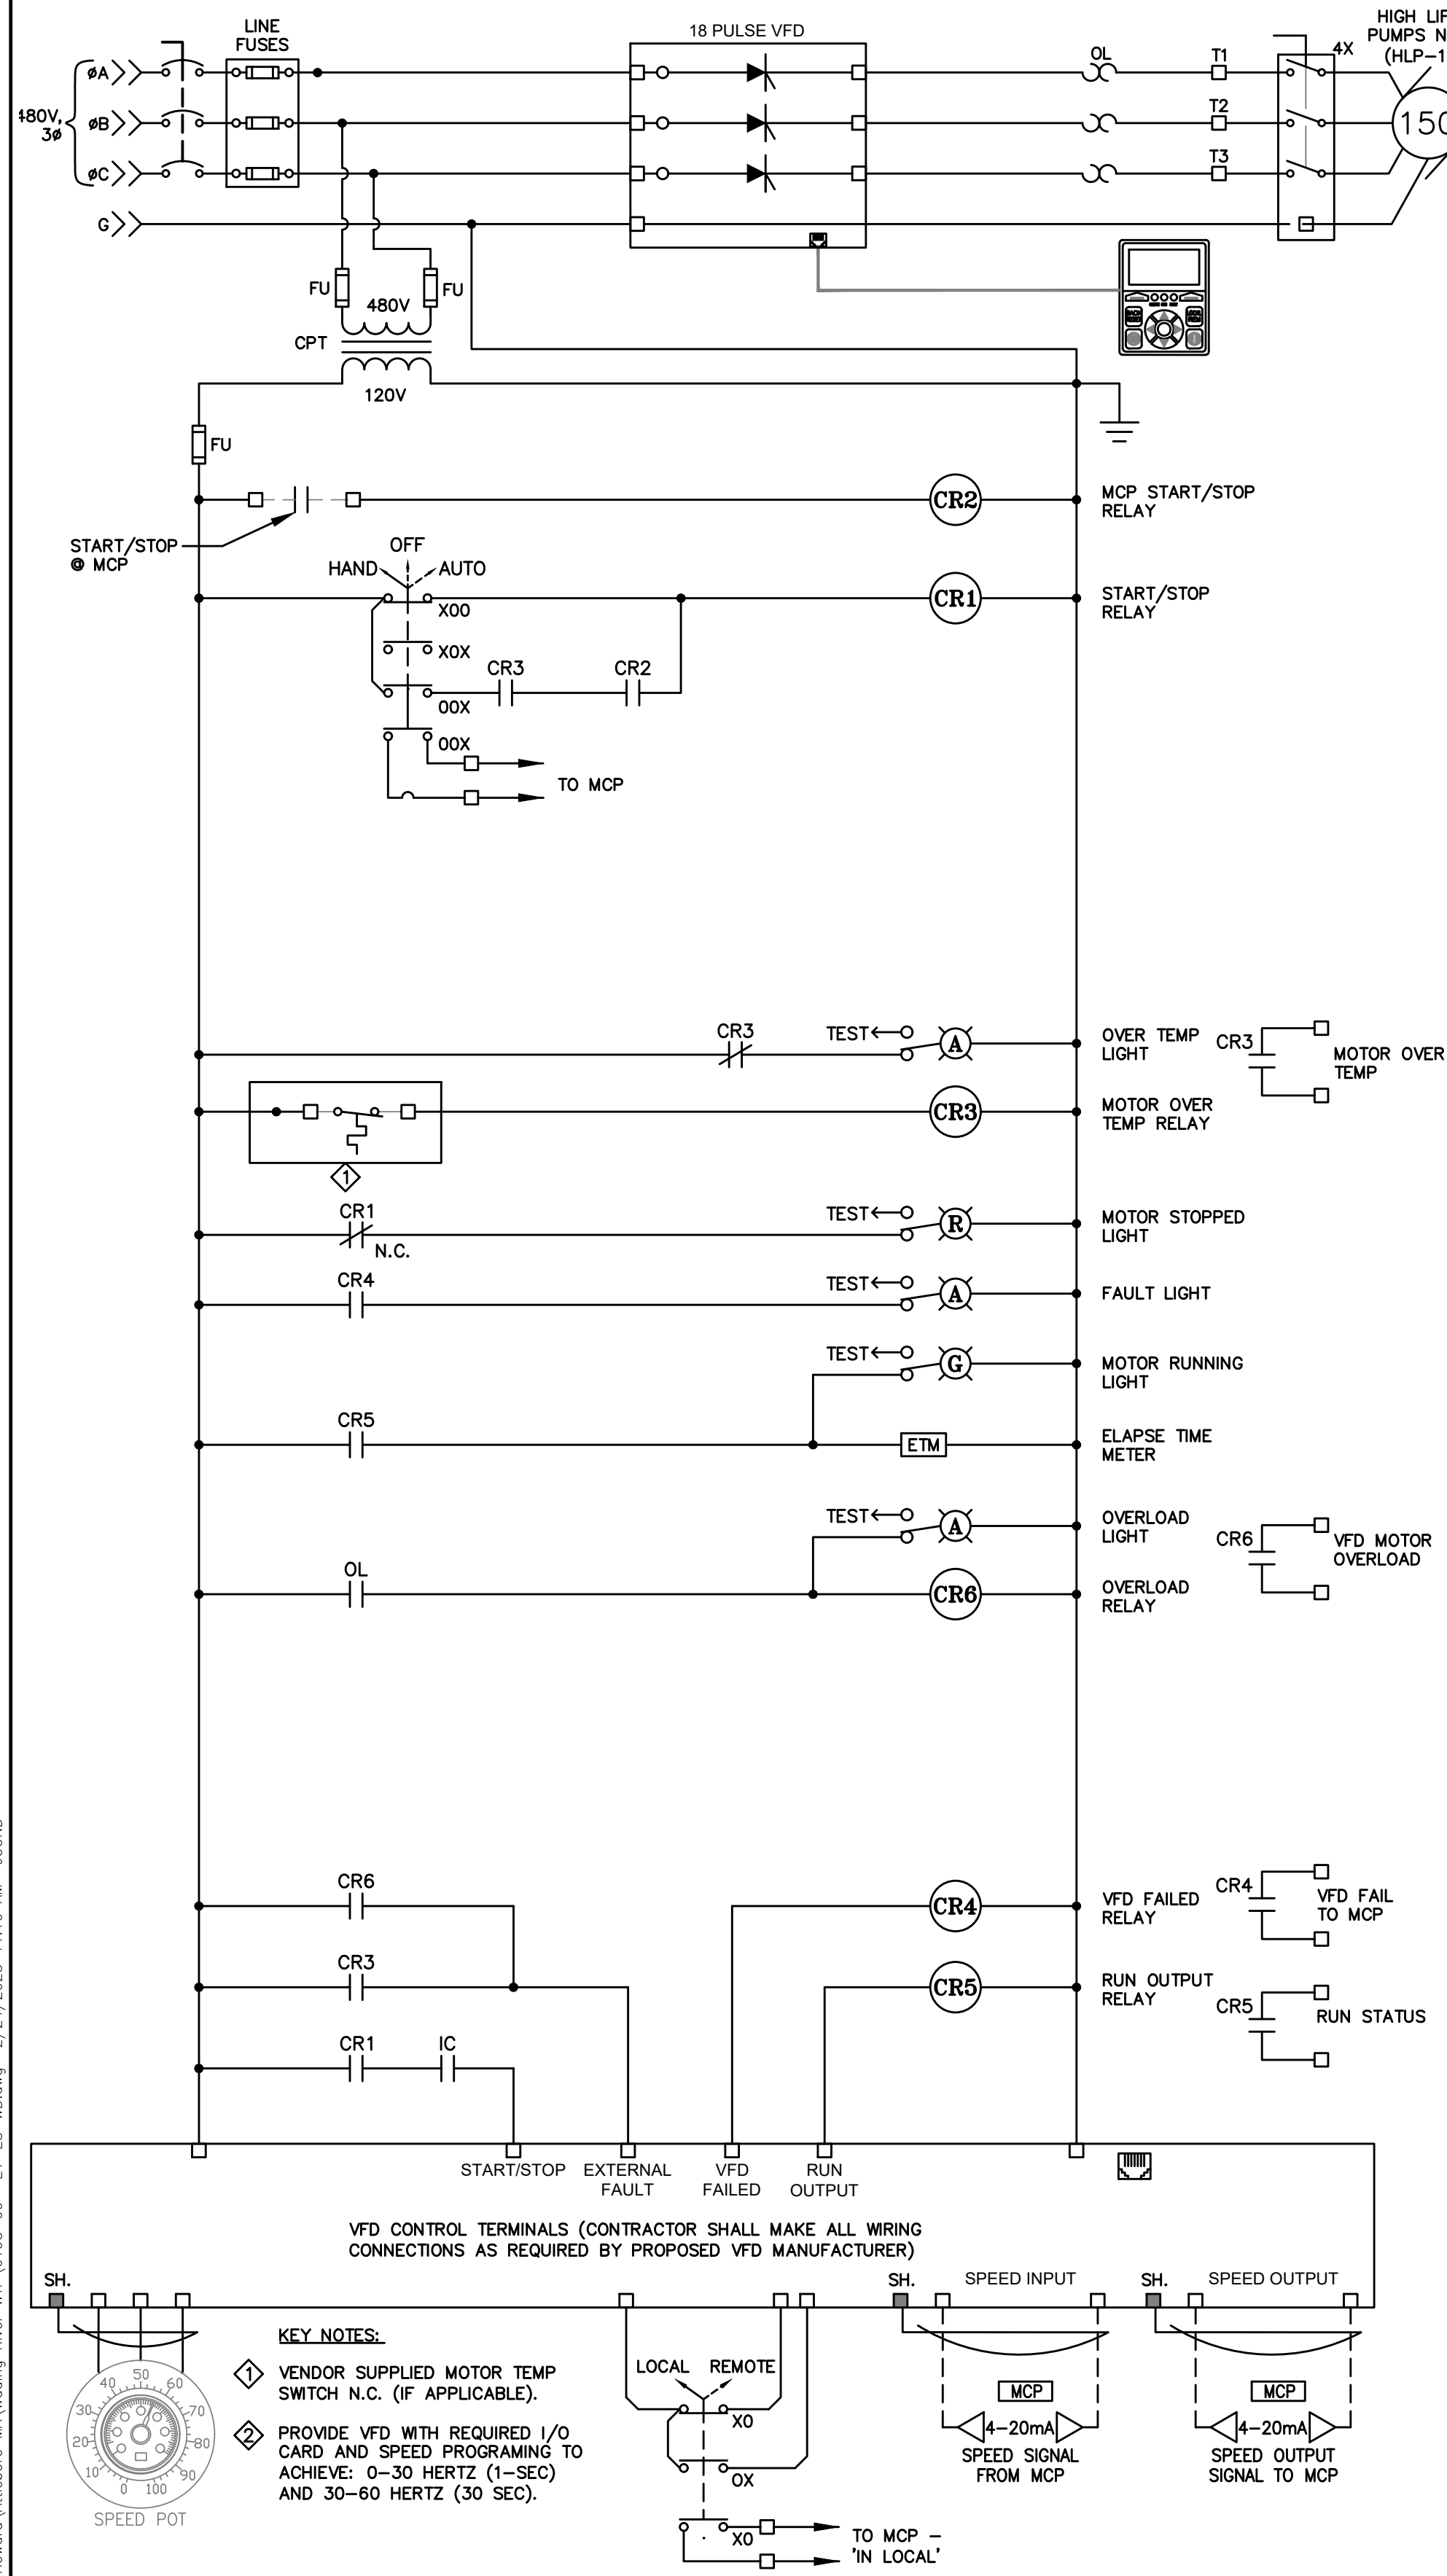 LINE
FUSES
18 PULSE VFD
HIGH
PUMPS
(HLP-1
4X
OL
T1
T2
T3
480V,
3ø
øA
øB
øC
G
150
FU
FU
480V
CPT
120V
FU
START/STOP
@ MCP
CR2
MCP START/STOP
RELAY
OFF
HAND
AUTO
X00
X0X
00X
00X
CR3
CR2
TO MCP
CR1
START/STOP
RELAY
CR3
TEST
A
OVER TEMP
LIGHT
CR3
MOTOR OVER
TEMP
CR3
MOTOR OVER
TEMP RELAY
1
CR1
N.C.
TEST
R
MOTOR STOPPED
LIGHT
CR4
TEST
A
FAULT LIGHT
TEST
G
MOTOR RUNNING
LIGHT
CR5
ETM
ELAPSE TIME
METER
TEST
A
OVERLOAD
LIGHT
CR6
VFD MOTOR
OVERLOAD
OL
CR6
OVERLOAD
RELAY
CR6
CR4
VFD FAILED
RELAY
CR4
VFD FAIL
TO MCP
CR3
CR5
RUN OUTPUT
RELAY
CR5
RUN STATUS
CR1
IC
START/STOP
EXTERNAL
FAULT
VFD
FAILED
RUN
OUTPUT
VFD CONTROL TERMINALS (CONTRACTOR SHALL MAKE ALL WIRING
CONNECTIONS AS REQUIRED BY PROPOSED VFD MANUFACTURER)
SH.
SH.
SPEED INPUT
SH.
SPEED OUTPUT
KEY NOTES:
1
VENDOR SUPPLIED MOTOR TEMP
SWITCH N.C. (IF APPLICABLE).
2
PROVIDE VFD WITH REQUIRED I/O
CARD AND SPEED PROGRAMING TO
ACHIEVE: 0-30 HERTZ (1-SEC)
AND 30-60 HERTZ (30 SEC).
0
10
20
30
40
50
60
70
80
90
100
SPEED POT
LOCAL
REMOTE
X0
0X
X0
TO MCP -
'IN LOCAL'
MCP
4-20mA
SPEED SIGNAL
FROM MCP
MCP
4-20mA
SPEED OUTPUT
SIGNAL TO MCP